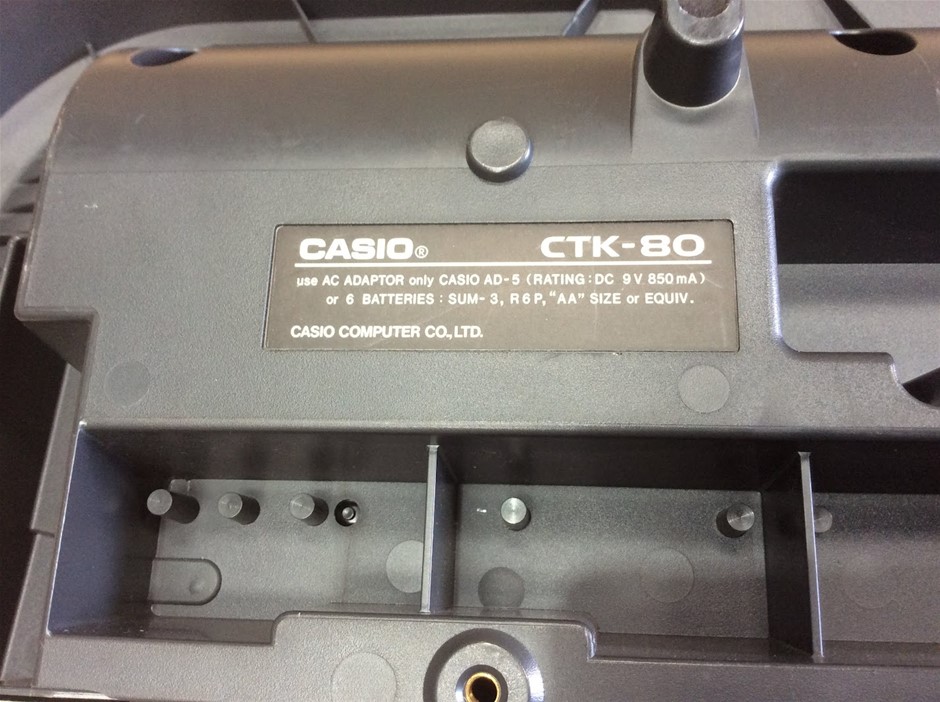 CASIO® CTK-80
use AC ADAPTOR only CASIO AD-5 (RATING: DC 9V 850mA)
or 6 BATTERIES : SUM-3, R6P, "AA" SIZE or EQUIV.
CASIO COMPUTER CO., LTD.